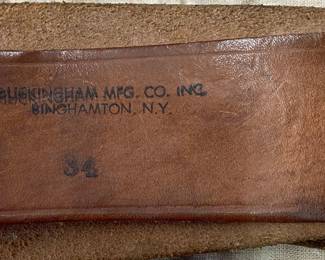 BUCKINGHAM MFG. CO. INC.
BINGHAMTON, N.Y.
34